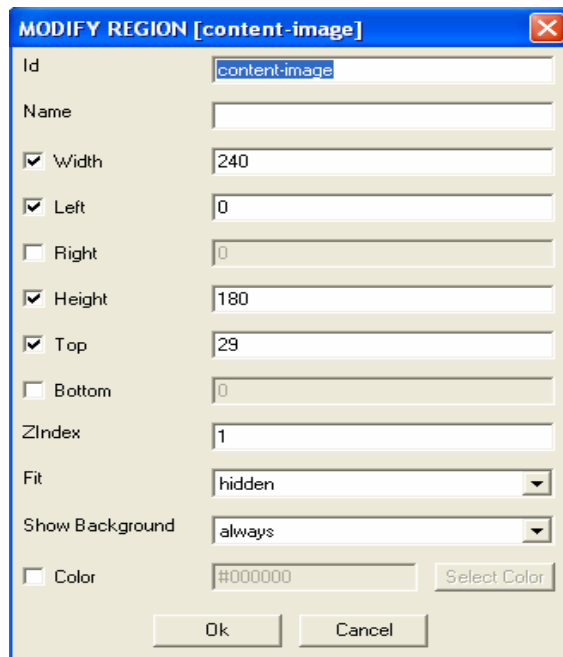 MODIFY REGION [content-image]
Id content-image
Name
Width 240
Left 0
Right 0
Height 180
Top 29
Bottom 0
ZIndex 1
Fit hidden
Show Background always
Color #000000 Select Color
Ok Cancel